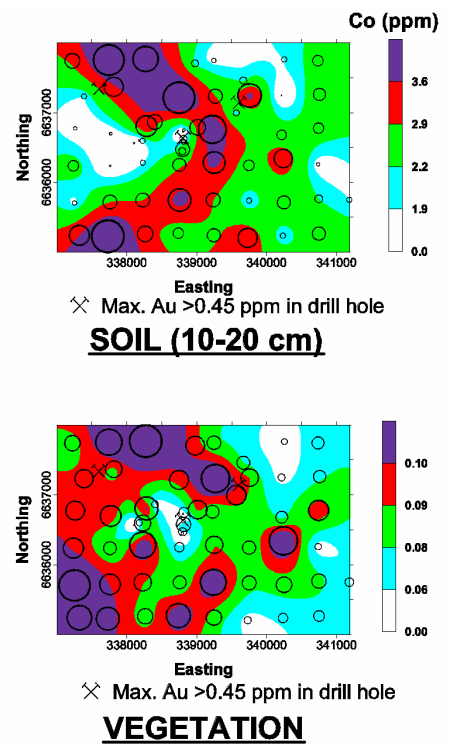 Co (ppm)
3.6
2.9
2.2
1.9
0.0
Northing
6637000
6636000
338000 339000 340000 341000
Easting
Max. Au >0.45 ppm in drill hole
SOIL (10-20 cm)
0.10
0.09
0.08
0.06
0.00
Northing
6637000
6636000
338000 339000 340000 341000
Easting
Max. Au >0.45 ppm in drill hole
VEGETATION